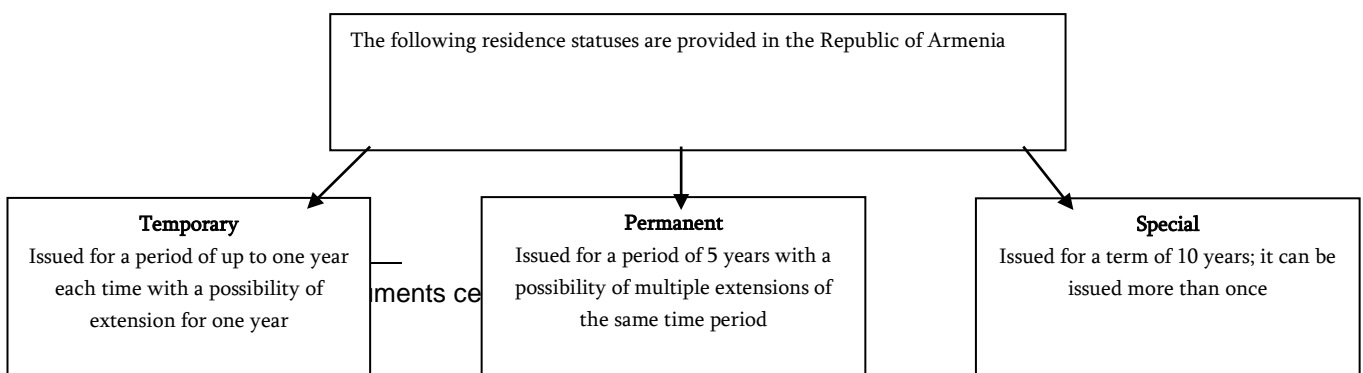 The following residence statuses are provided in the Republic of Armenia
Temporary
Issued for a period of up to one year
each time with a possibility of
extension for one year
Permanent
Issued for a period of 5 years with a
possibility of multiple extensions of
the same time period
Special
Issued for a term of 10 years; it can be
issued more than once